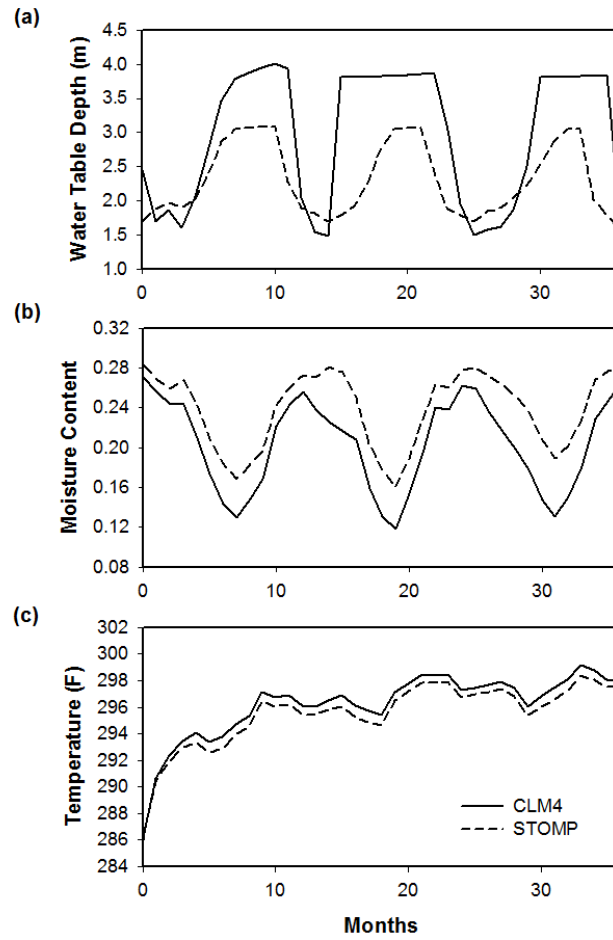 (a)
Water Table Depth (m)
4.5
4.0
3.5
3.0
2.5
2.0
1.5
1.0
0 10 20 30
(b)
Moisture Content
0.32
0.28
0.24
0.20
0.16
0.12
0.08
0 10 20 30
(c)
Temperature (F)
302
300
298
296
294
292
290
288
286
284
CLM4
STOMP
0 10 20 30
Months